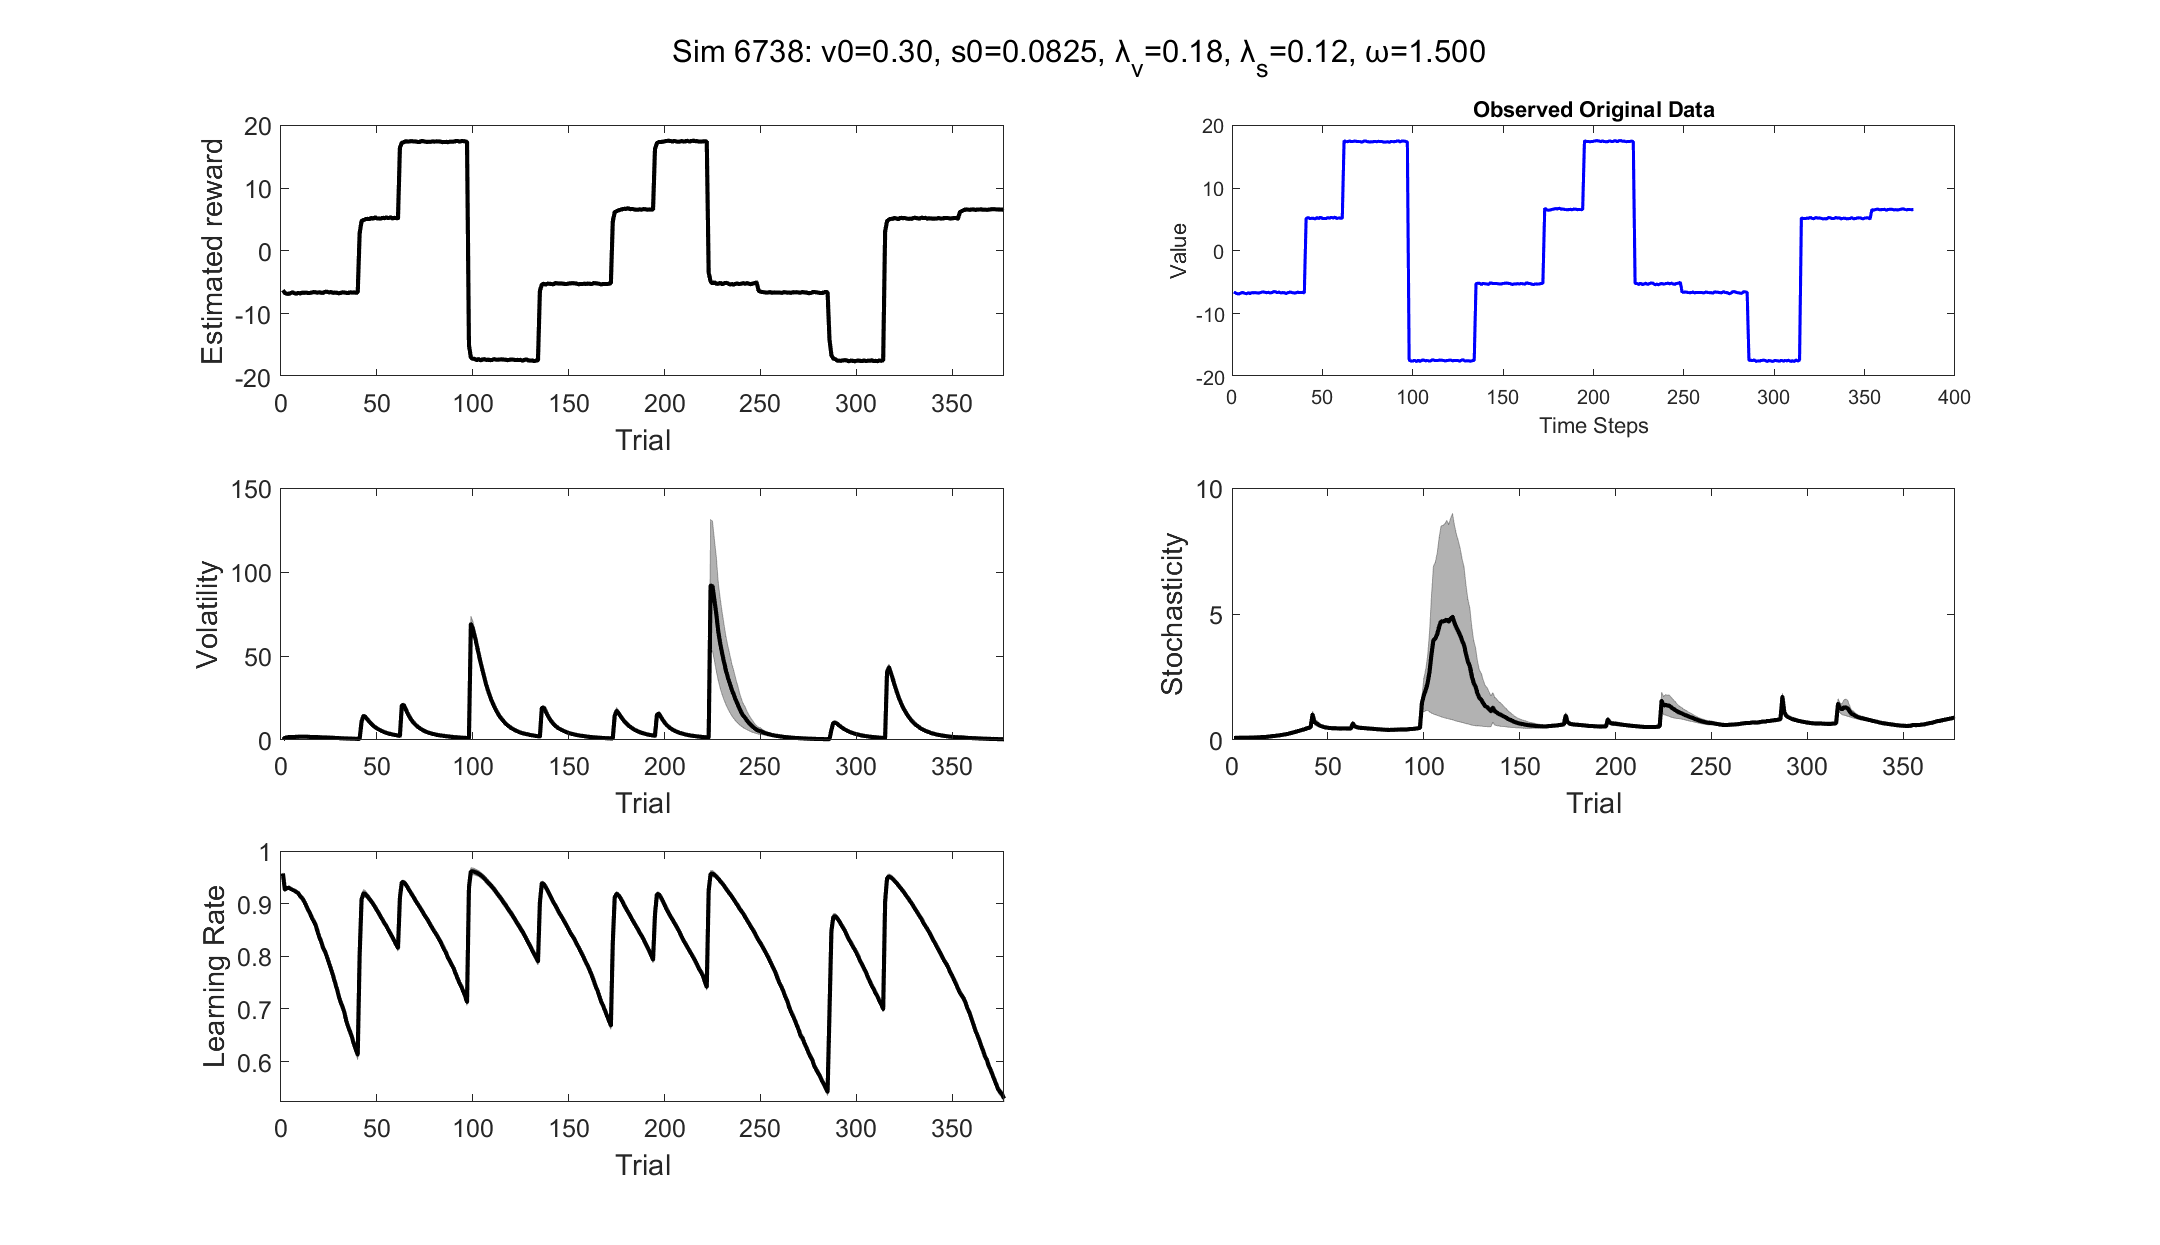 Sim 6738: v0=0.30, s0=0.0825, λv=0.18, λs=0.12, ω=1.500
Estimated reward
20
10
0
-10
-20
0 50 100 150 200 250 300 350
Trial
Observed Original Data
Value
20
10
0
-10
-20
0 50 100 150 200 250 300 350 400
Time Steps
Volatility
150
100
50
0
0 50 100 150 200 250 300 350
Trial
Stochasticity
10
5
0
0 50 100 150 200 250 300 350
Trial
Learning Rate
1
0.9
0.8
0.7
0.6
0 50 100 150 200 250 300 350
Trial